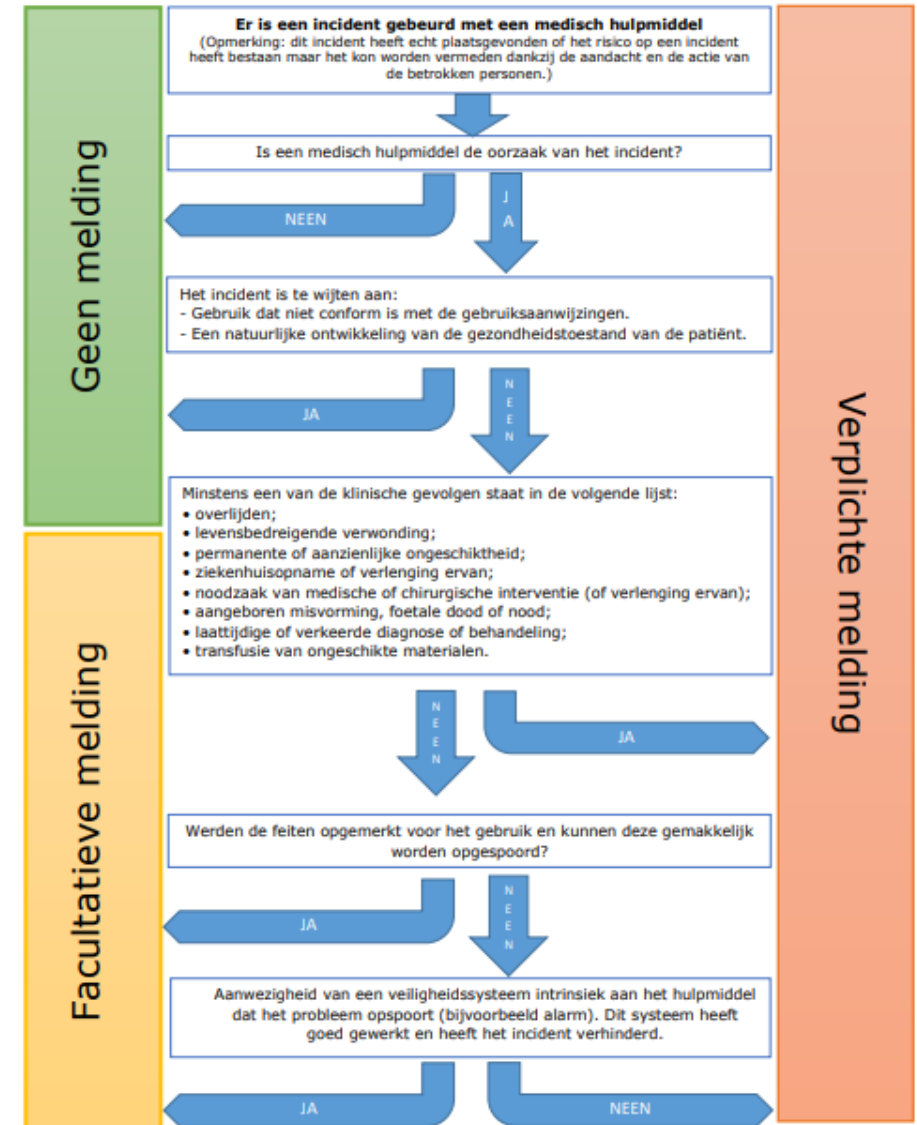 Er is een incident gebeurd met een medisch hulpmiddel
(Opmerking: dit incident heeft echt plaatsgevonden of het risico op een incident
heeft bestaan maar het kon worden vermeden dankzij de aandacht en de actie van
de betrokken personen.)
Is een medisch hulpmiddel de oorzaak van het incident?
NEEN
JA
Geen melding
Het incident is te wijten aan:
- Gebruik dat niet conform is met de gebruiksaanwijzingen.
- Een natuurlijke ontwikkeling van de gezondheidstoestand van de patiënt.
JA
NEEN
Verplichte melding
Minstens een van de klinische gevolgen staat in de volgende lijst:
• overlijden;
• levensbedreigende verwonding;
• permanente of aanzienlijke ongeschiktheid;
• ziekenhuisopname of verlenging ervan;
• noodzaak van medische of chirurgische interventie (of verlenging ervan);
• aangeboren misvorming, foetale dood of nood;
• laattijdige of verkeerde diagnose of behandeling;
• transfusie van ongeschikte materialen.
NEEN
JA
Facultatieve melding
Werden de feiten opgemerkt voor het gebruik en kunnen deze gemakkelijk
worden opgespoord?
JA
NEEN
Aanwezigheid van een veiligheidssysteem intrinsiek aan het hulpmiddel
dat het probleem opspoort (bijvoorbeeld alarm). Dit systeem heeft
goed gewerkt en heeft het incident verhinderd.
JA
NEEN